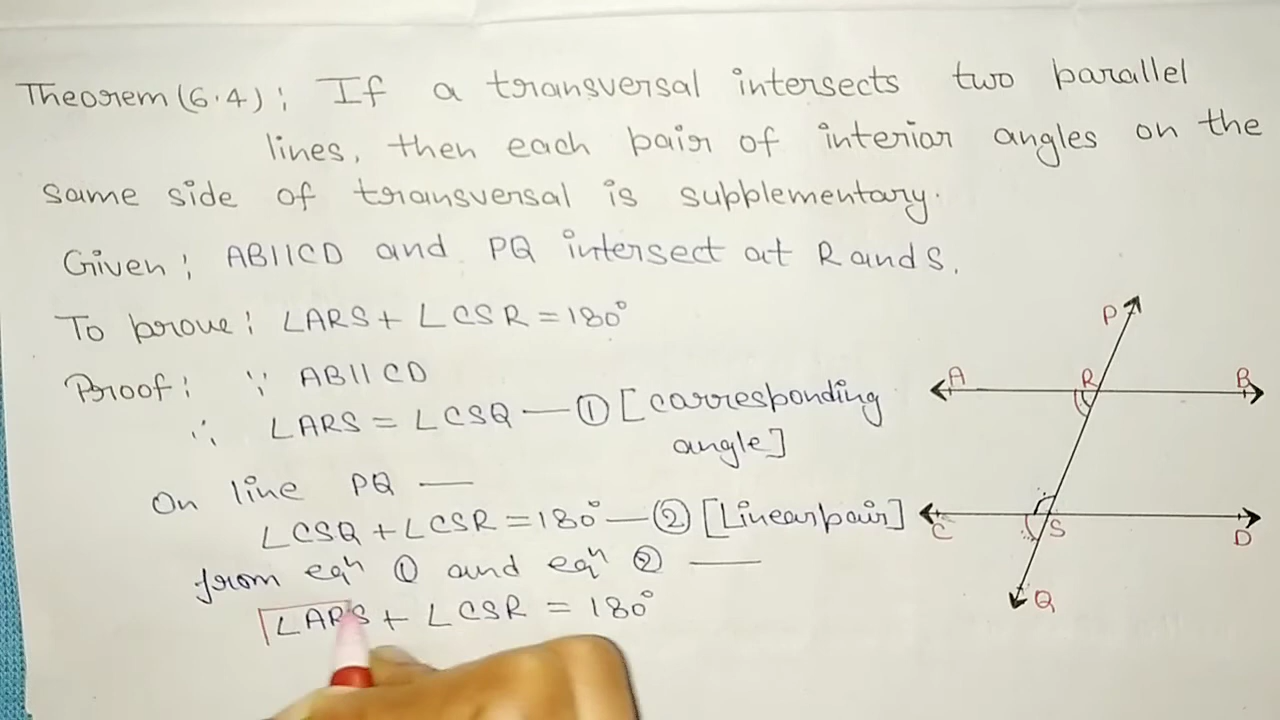 Theorem (6.4) : If a transversal intersects two parallel
lines, then each pair of interior angles on the
same side of transversal is supplementary.
Given : AB||CD and PQ intersect at R and S.
To prove : ∠ARS + ∠CSR = 180°
Proof : ∵ AB||CD
∴ ∠ARS = ∠CSQ — ① [carresponding
angle]
On line PQ —
∠CSQ + ∠CSR = 180° — ② [Linear pair]
from eqⁿ ① and eqⁿ ② —
∠ARS + ∠CSR = 180°
P
A R B
C S D
Q